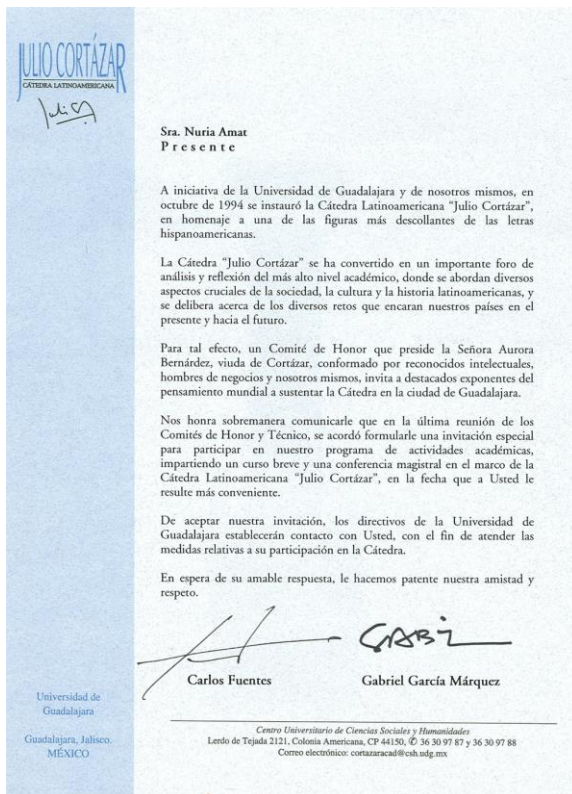 JULIO CORTÁZAR
CÁTEDRA LATINOAMERICANA
Sra. Nuria Amat
Presente
A iniciativa de la Universidad de Guadalajara y de nosotros mismos, en
octubre de 1994 se instauró la Cátedra Latinoamericana “Julio Cortázar”,
en homenaje a una de las figuras más descollantes de las letras
hispanoamericanas.
La Cátedra “Julio Cortázar” se ha convertido en un importante foro de
análisis y reflexión del más alto nivel académico, donde se abordan diversos
aspectos cruciales de la sociedad, la cultura y la historia latinoamericanas, y
se delibera acerca de los diversos retos que encaran nuestros países en el
presente y hacia el futuro.
Para tal efecto, un Comité de Honor que preside la Señora Aurora
Bernárdez, viuda de Cortázar, conformado por reconocidos intelectuales,
hombres de negocios y nosotros mismos, invita a destacados exponentes del
pensamiento mundial a sustentar la Cátedra en la ciudad de Guadalajara.
Nos honra sobremanera comunicarle que en la última reunión de los
Comités de Honor y Técnico, se acordó formularle una invitación especial
para participar en nuestro programa de actividades académicas,
impartiendo un curso breve y una conferencia magistral en el marco de la
Cátedra Latinoamericana “Julio Cortázar”, en la fecha que a Usted le
resulte más conveniente.
De aceptar nuestra invitación, los directivos de la Universidad de
Guadalajara establecerán contacto con Usted, con el fin de atender las
medidas relativas a su participación en la Cátedra.
En espera de su amable respuesta, le hacemos patente nuestra amistad y
respeto.
Carlos Fuentes
Gabriel García Márquez
Universidad de
Guadalajara
Guadalajara, Jalisco.
MÉXICO
Centro Universitario de Ciencias Sociales y Humanidades
Lerdo de Tejada 2121, Colonia Americana, CP 44150, ✆ 36 30 97 87 y 36 30 97 88
Correo electrónico: cortazaracad@csh.udg.mx